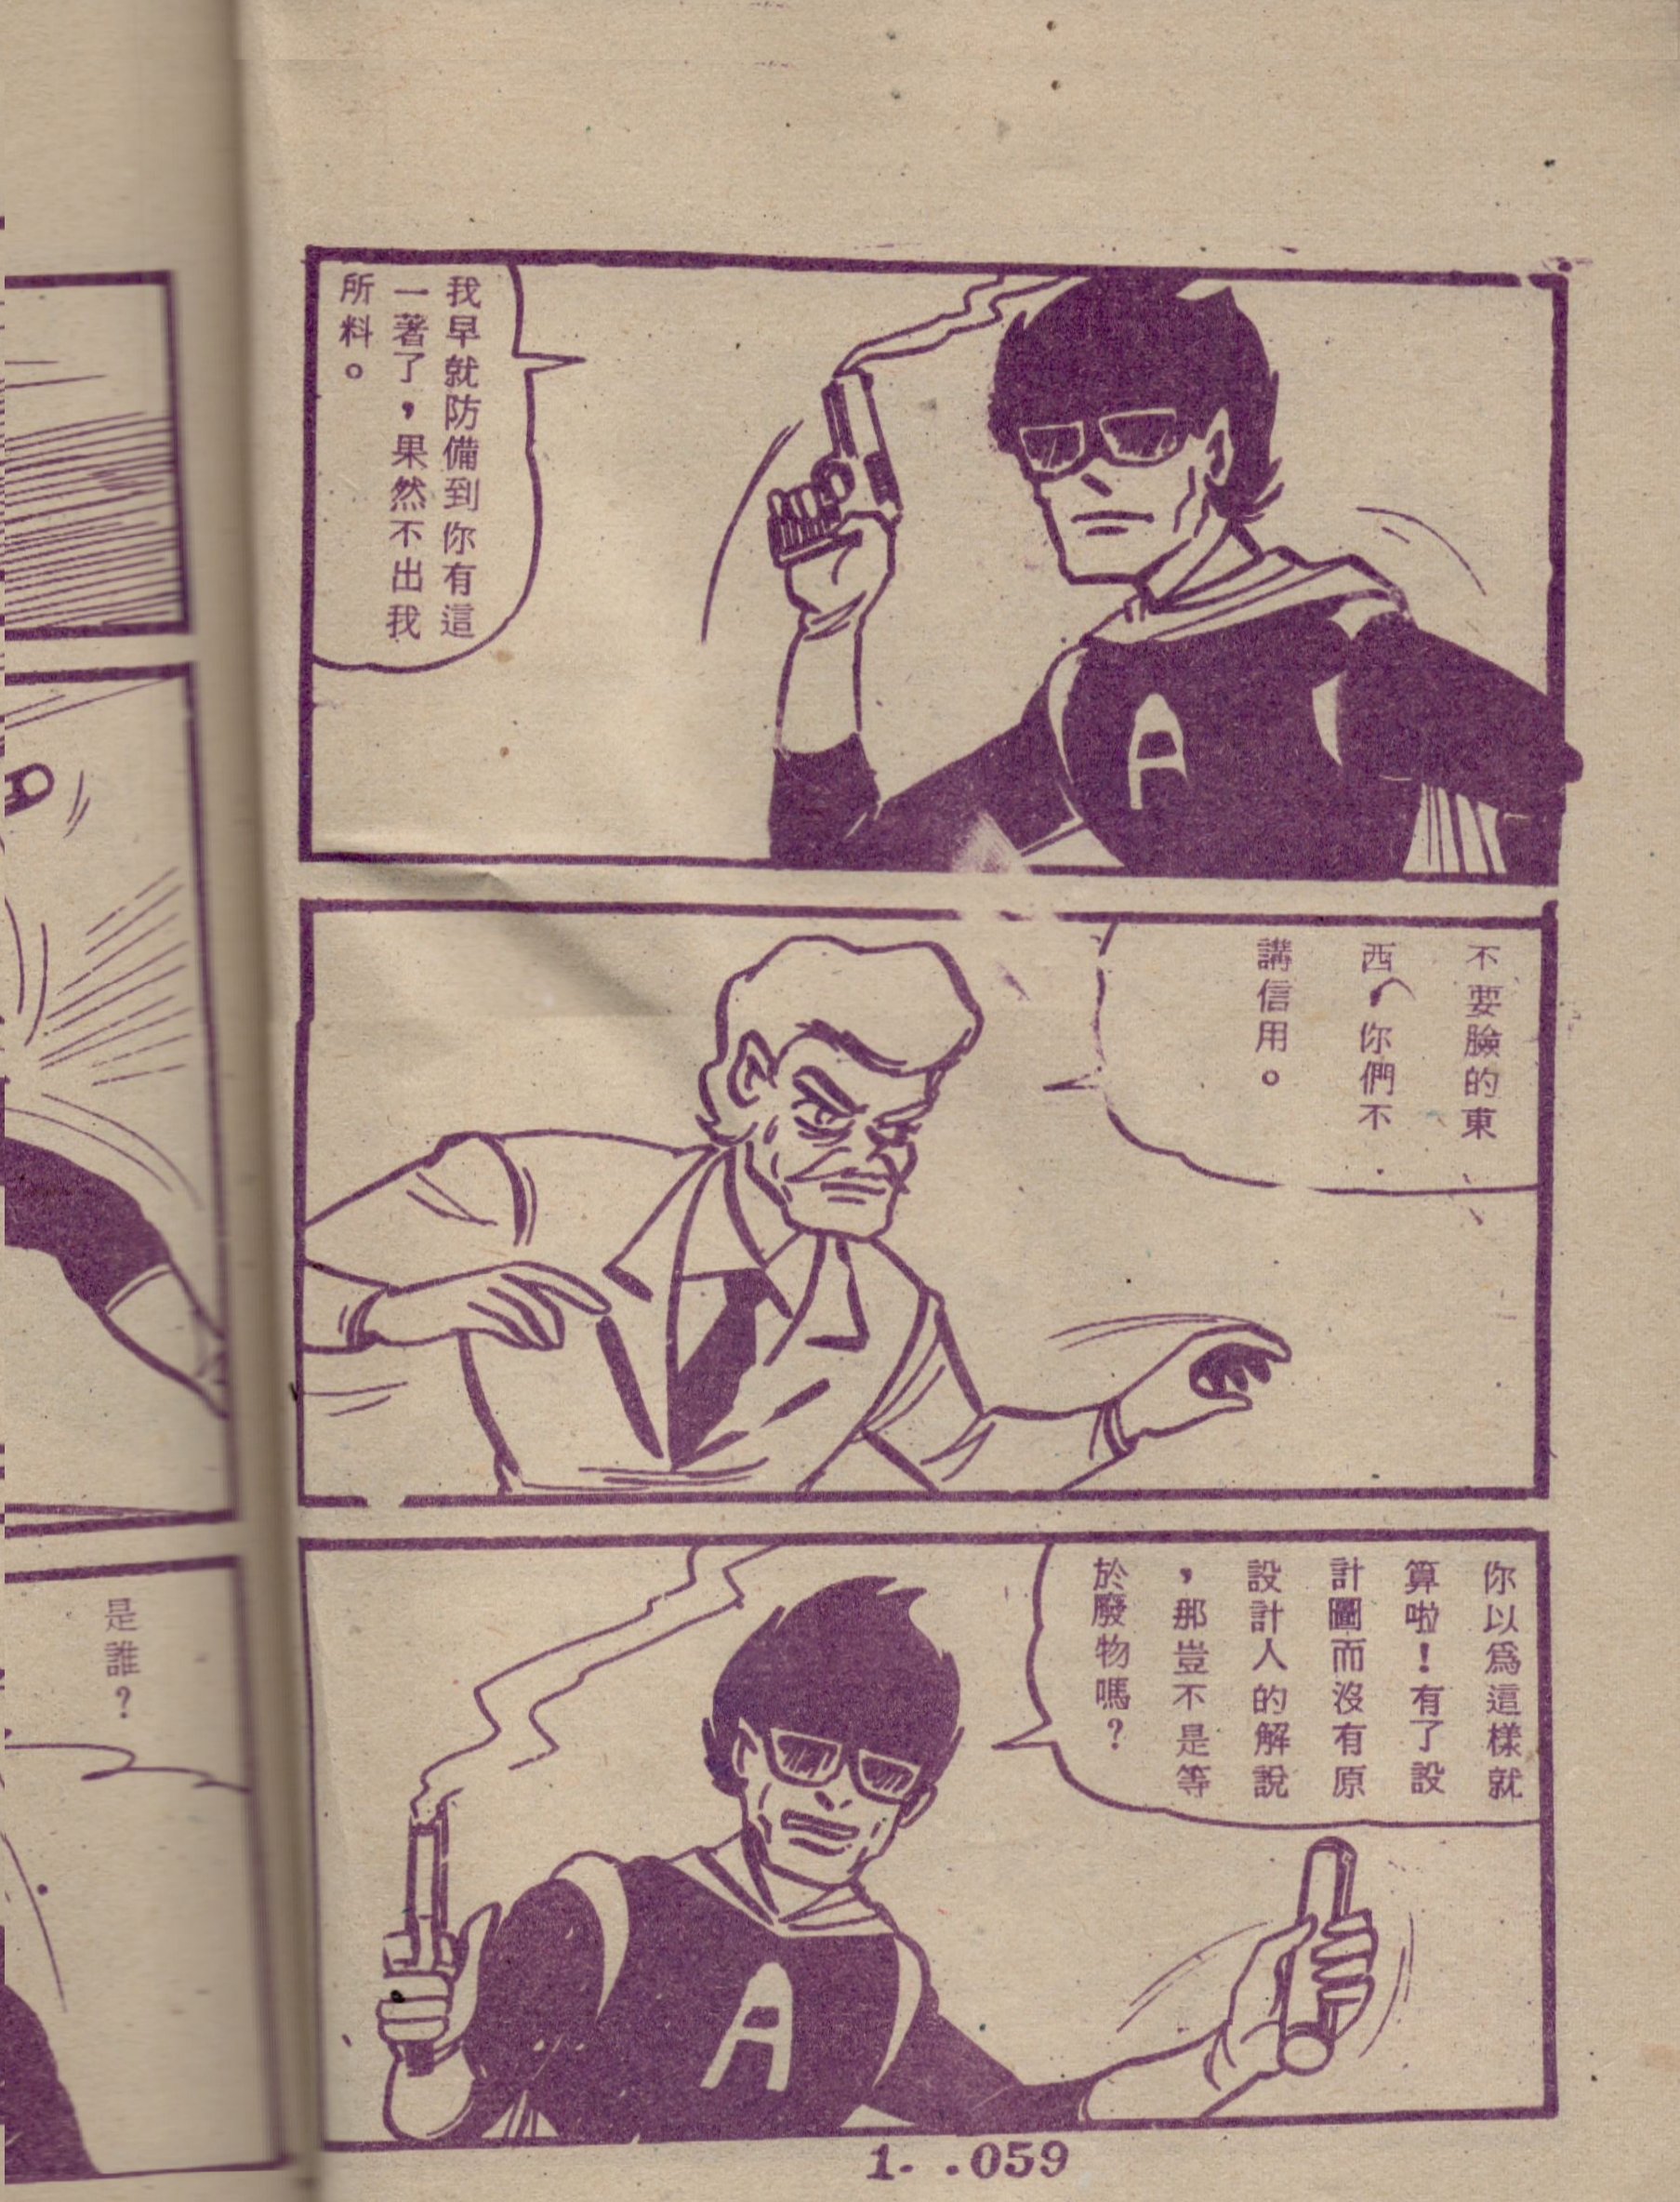 我早就防備到你有這
一著了，果然不出我
所料。
不要臉的東
西，你們不
講信用。
你以爲這樣就
算啦！有了設
計圖而沒有原
設計人的解說
，那豈不是等
於廢物嗎？
是誰？
A
A
1. .059